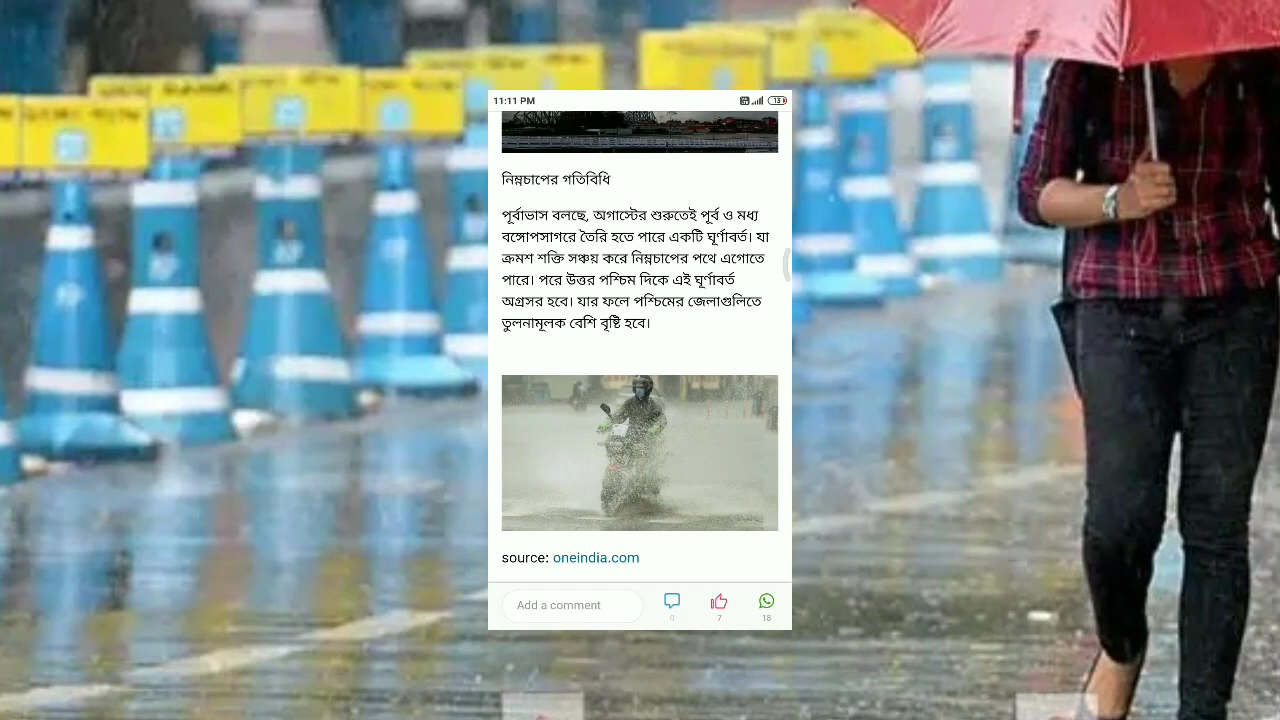 11:11 PM
13
নিম্নচাপের গতিবিধি
পূর্বাভাস বলছে, অগাস্টের শুরুতেই পূর্ব ও মধ্য
বঙ্গোপসাগরে তৈরি হতে পারে একটি ঘূর্ণাবর্ত। যা
ক্রমশ শক্তি সঞ্চয় করে নিম্নচাপের পথে এগোতে
পারে। পরে উত্তর পশ্চিম দিকে এই ঘূর্ণাবর্ত
অগ্রসর হবে। যার ফলে পশ্চিমের জেলাগুলিতে
তুলনামূলক বেশি বৃষ্টি হবে।
source: oneindia.com
Add a comment
0
7
18